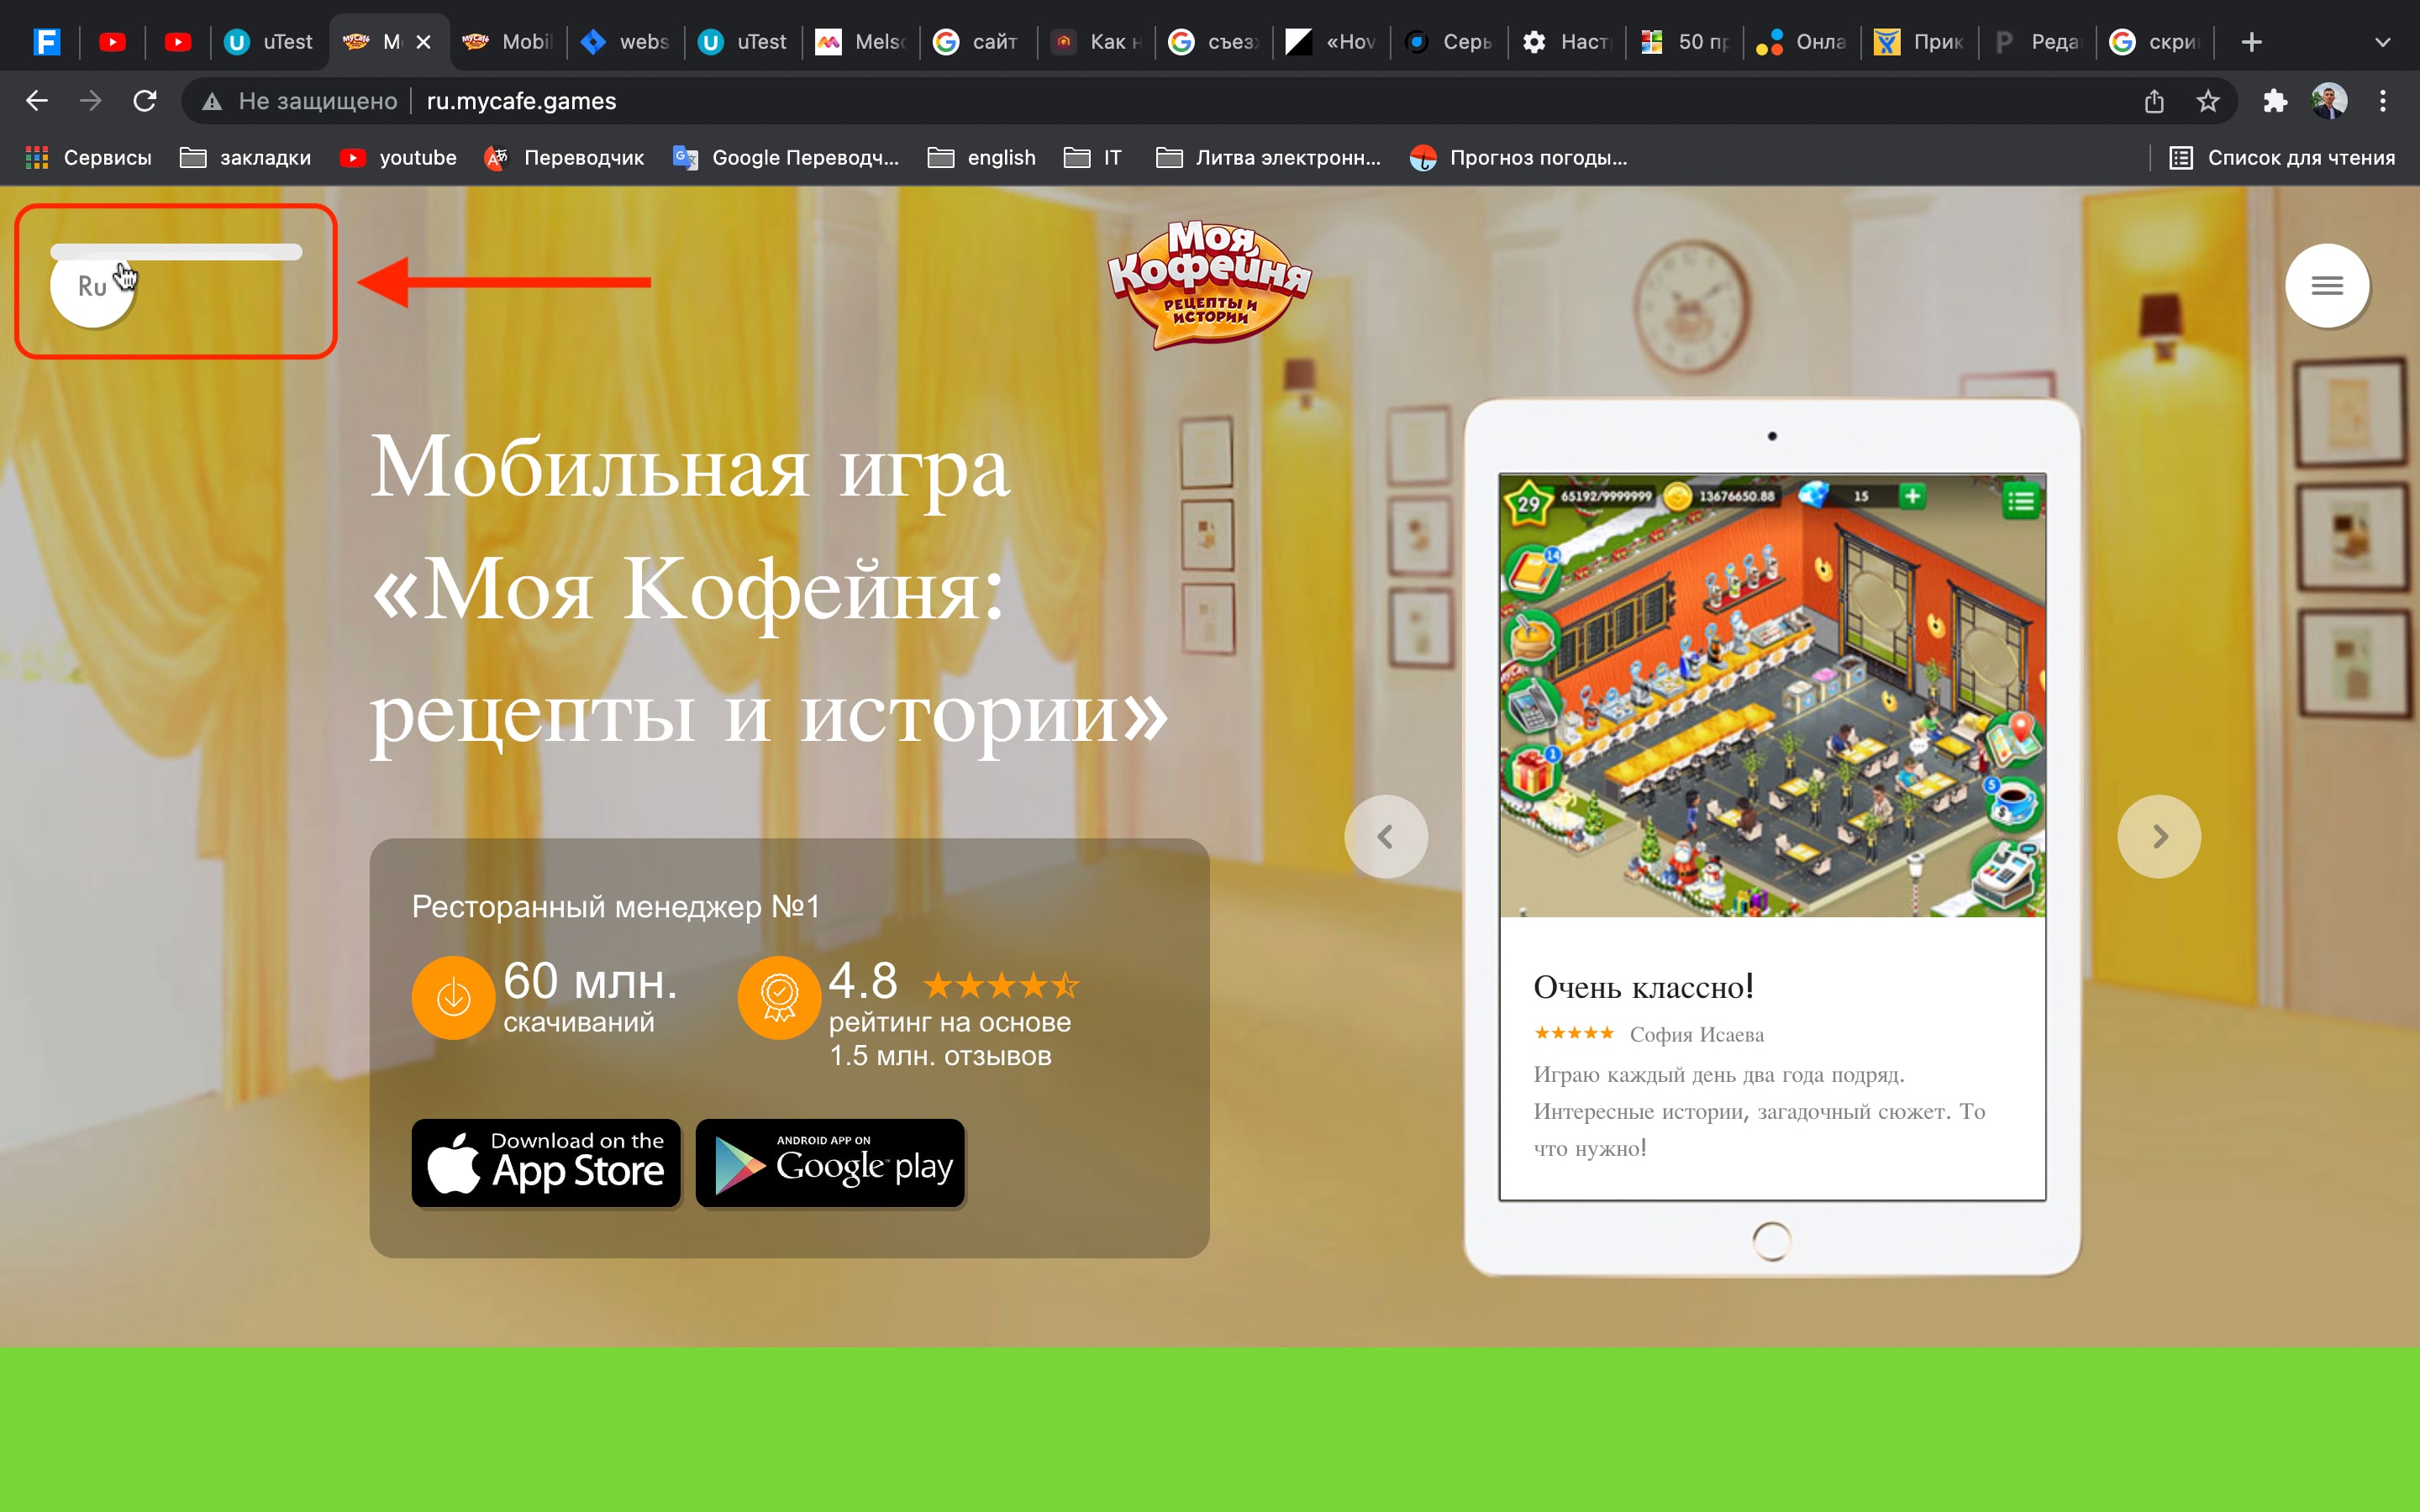 uTest
М
Mobil
webs
uTest
Melsc
сайт
Как н
съез
«Hov
Серь
Наст
50 пр
Онла
Прик
Реда
скри
Не защищено
ru.mycafe.games
Сервисы
закладки
youtube
Переводчик
Google Переводч...
english
IT
Литва электронн...
Прогноз погоды...
Список для чтения
Ru
Моя
Кофейня
РЕЦЕПТЫ И
ИСТОРИИ
Мобильная игра
«Моя Кофейня:
рецепты и истории»
Ресторанный менеджер №1
60 млн.
скачиваний
4.8
рейтинг на основе
1.5 млн. отзывов
Download on the
App Store
ANDROID APP ON
Google play
29
65192/9999999
13676650.88
15
14
1
5
Очень классно!
София Исаева
Играю каждый день два года подряд.
Интересные истории, загадочный сюжет. То
что нужно!